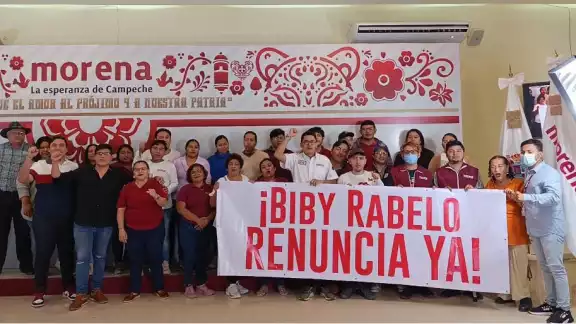 morena
La esperanza de Campeche
E EL AMOR AL PRÓJIMO Y A NUESTRA PATRIA"
¡BIBY RABELO
RENUNCIA YA!